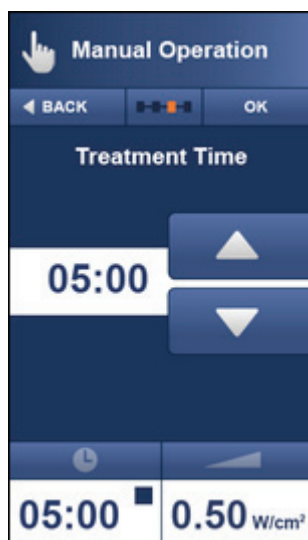 Manual Operation
BACK OK
Treatment Time
05:00
05:00 0.50 W/cm²